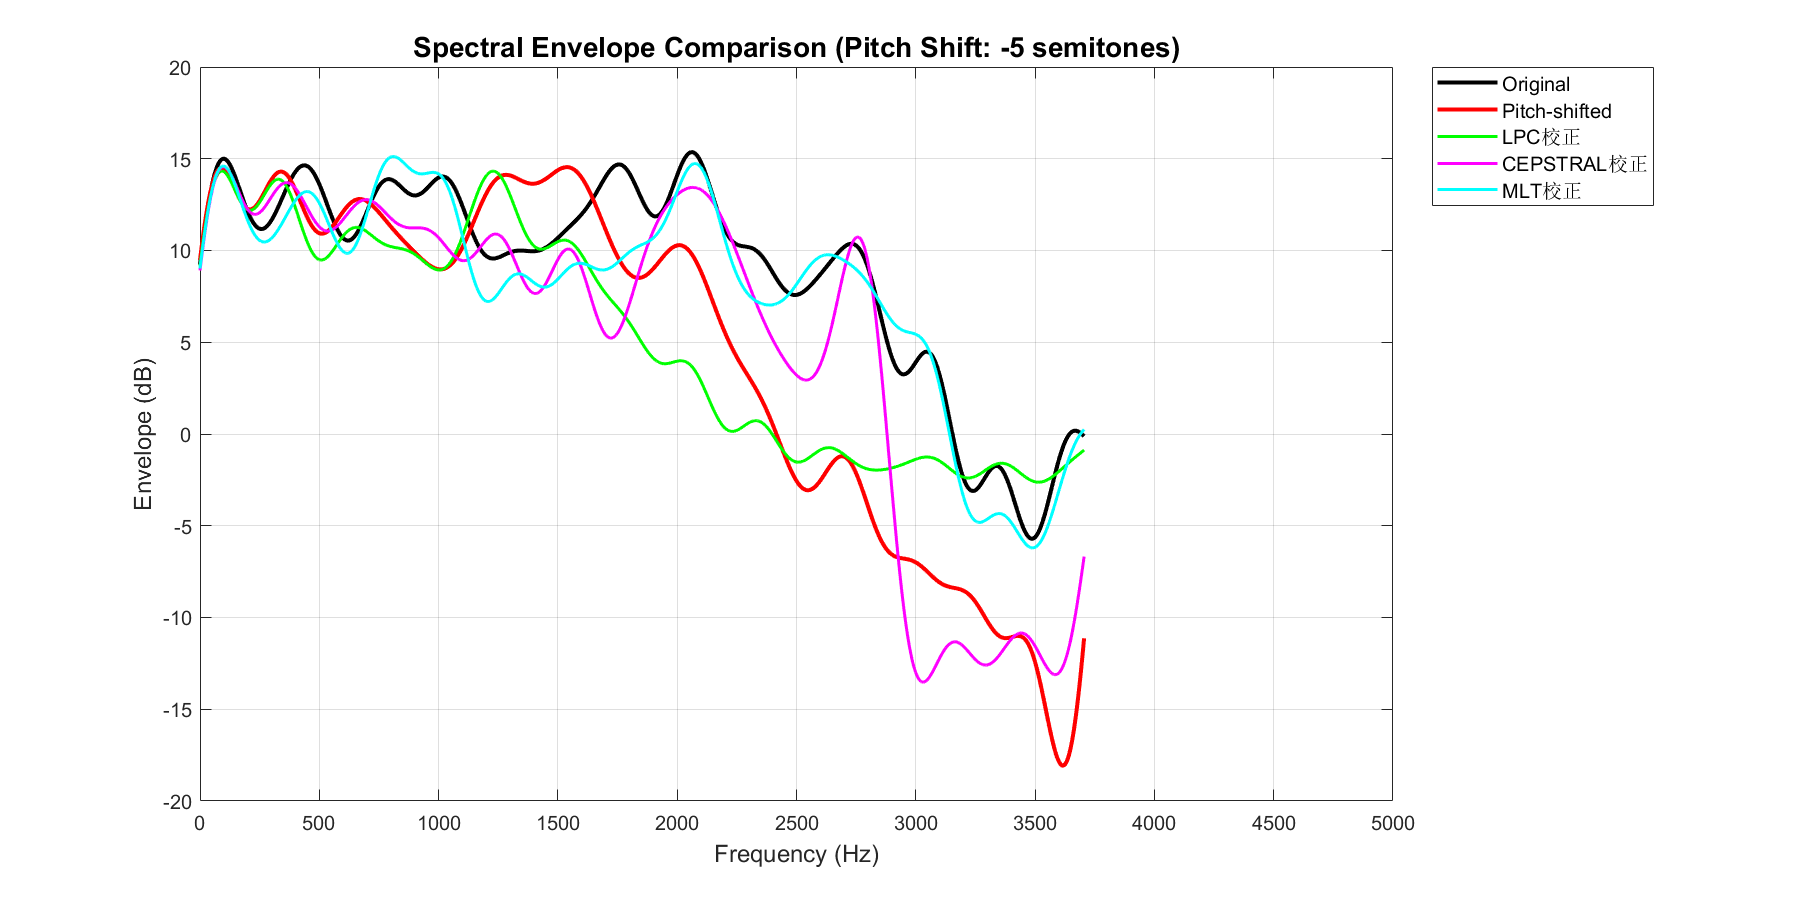 Spectral Envelope Comparison (Pitch Shift: -5 semitones)
Original
Pitch-shifted
LPC校正
CEPSTRAL校正
MLT校正
Envelope (dB)
20
15
10
5
0
-5
-10
-15
-20
0 500 1000 1500 2000 2500 3000 3500 4000 4500 5000
Frequency (Hz)